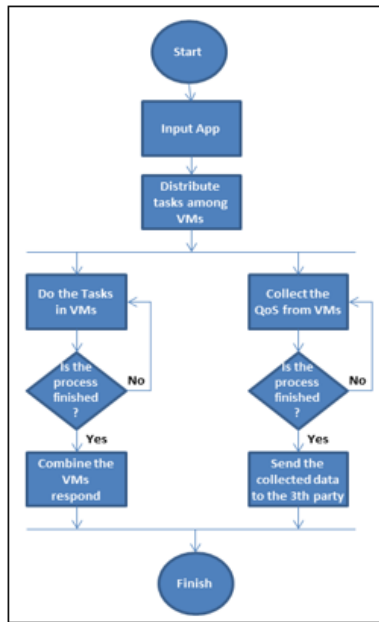 Start
Input App
Distribute
tasks among
VMs
Do the Tasks
in VMs
Collect the
QoS from VMs
Is the
process
finished
?
No
Is the
process
finished
?
No
Yes
Yes
Combine the
VMs
respond
Send the
collected data
to the 3th party
Finish